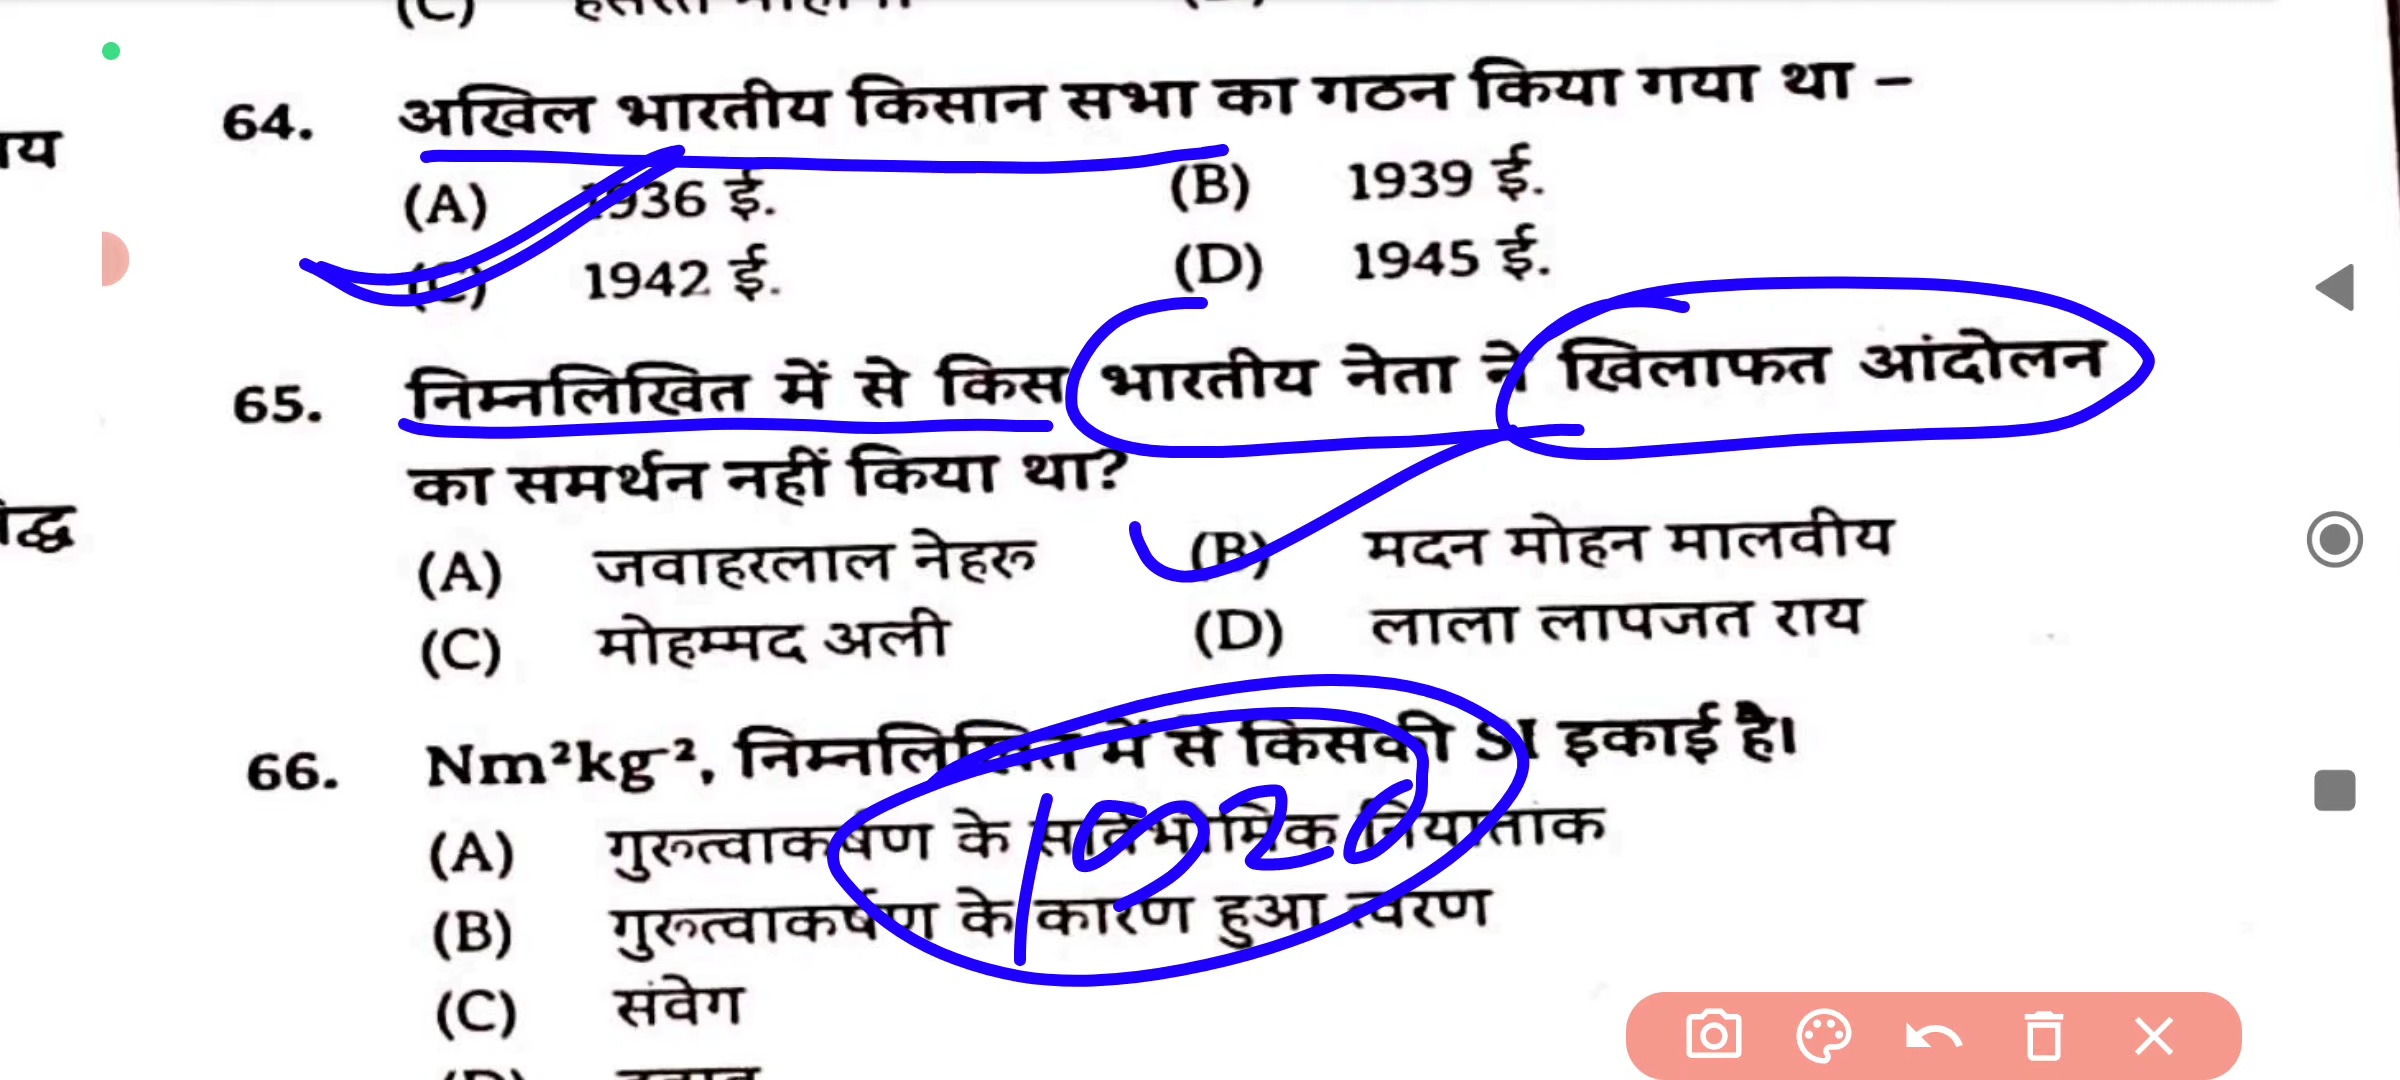 64. अखिल भारतीय किसान सभा का गठन किया गया था –
(A) 1936 ई. (B) 1939 ई.
(C) 1942 ई. (D) 1945 ई.
65. निम्नलिखित में से किस भारतीय नेता ने खिलाफत आंदोलन
का समर्थन नहीं किया था?
(A) जवाहरलाल नेहरू (B) मदन मोहन मालवीय
(C) मोहम्मद अली (D) लाला लापजत राय
66. Nm²kg⁻², निम्नलिखित में से किसकी SI इकाई है।
1920
(A) गुरुत्वाकर्षण के सार्वभौमिक नियतांक
(B) गुरुत्वाकर्षण के कारण हुआ त्वरण
(C) संवेग